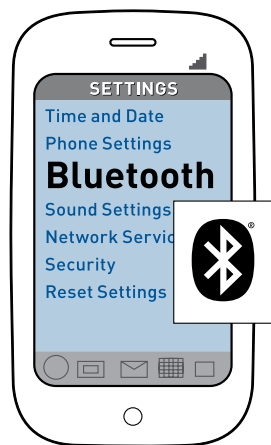 SETTINGS
Time and Date
Phone Settings
Bluetooth
®
Sound Settings
Network Servic
Security
Reset Settings